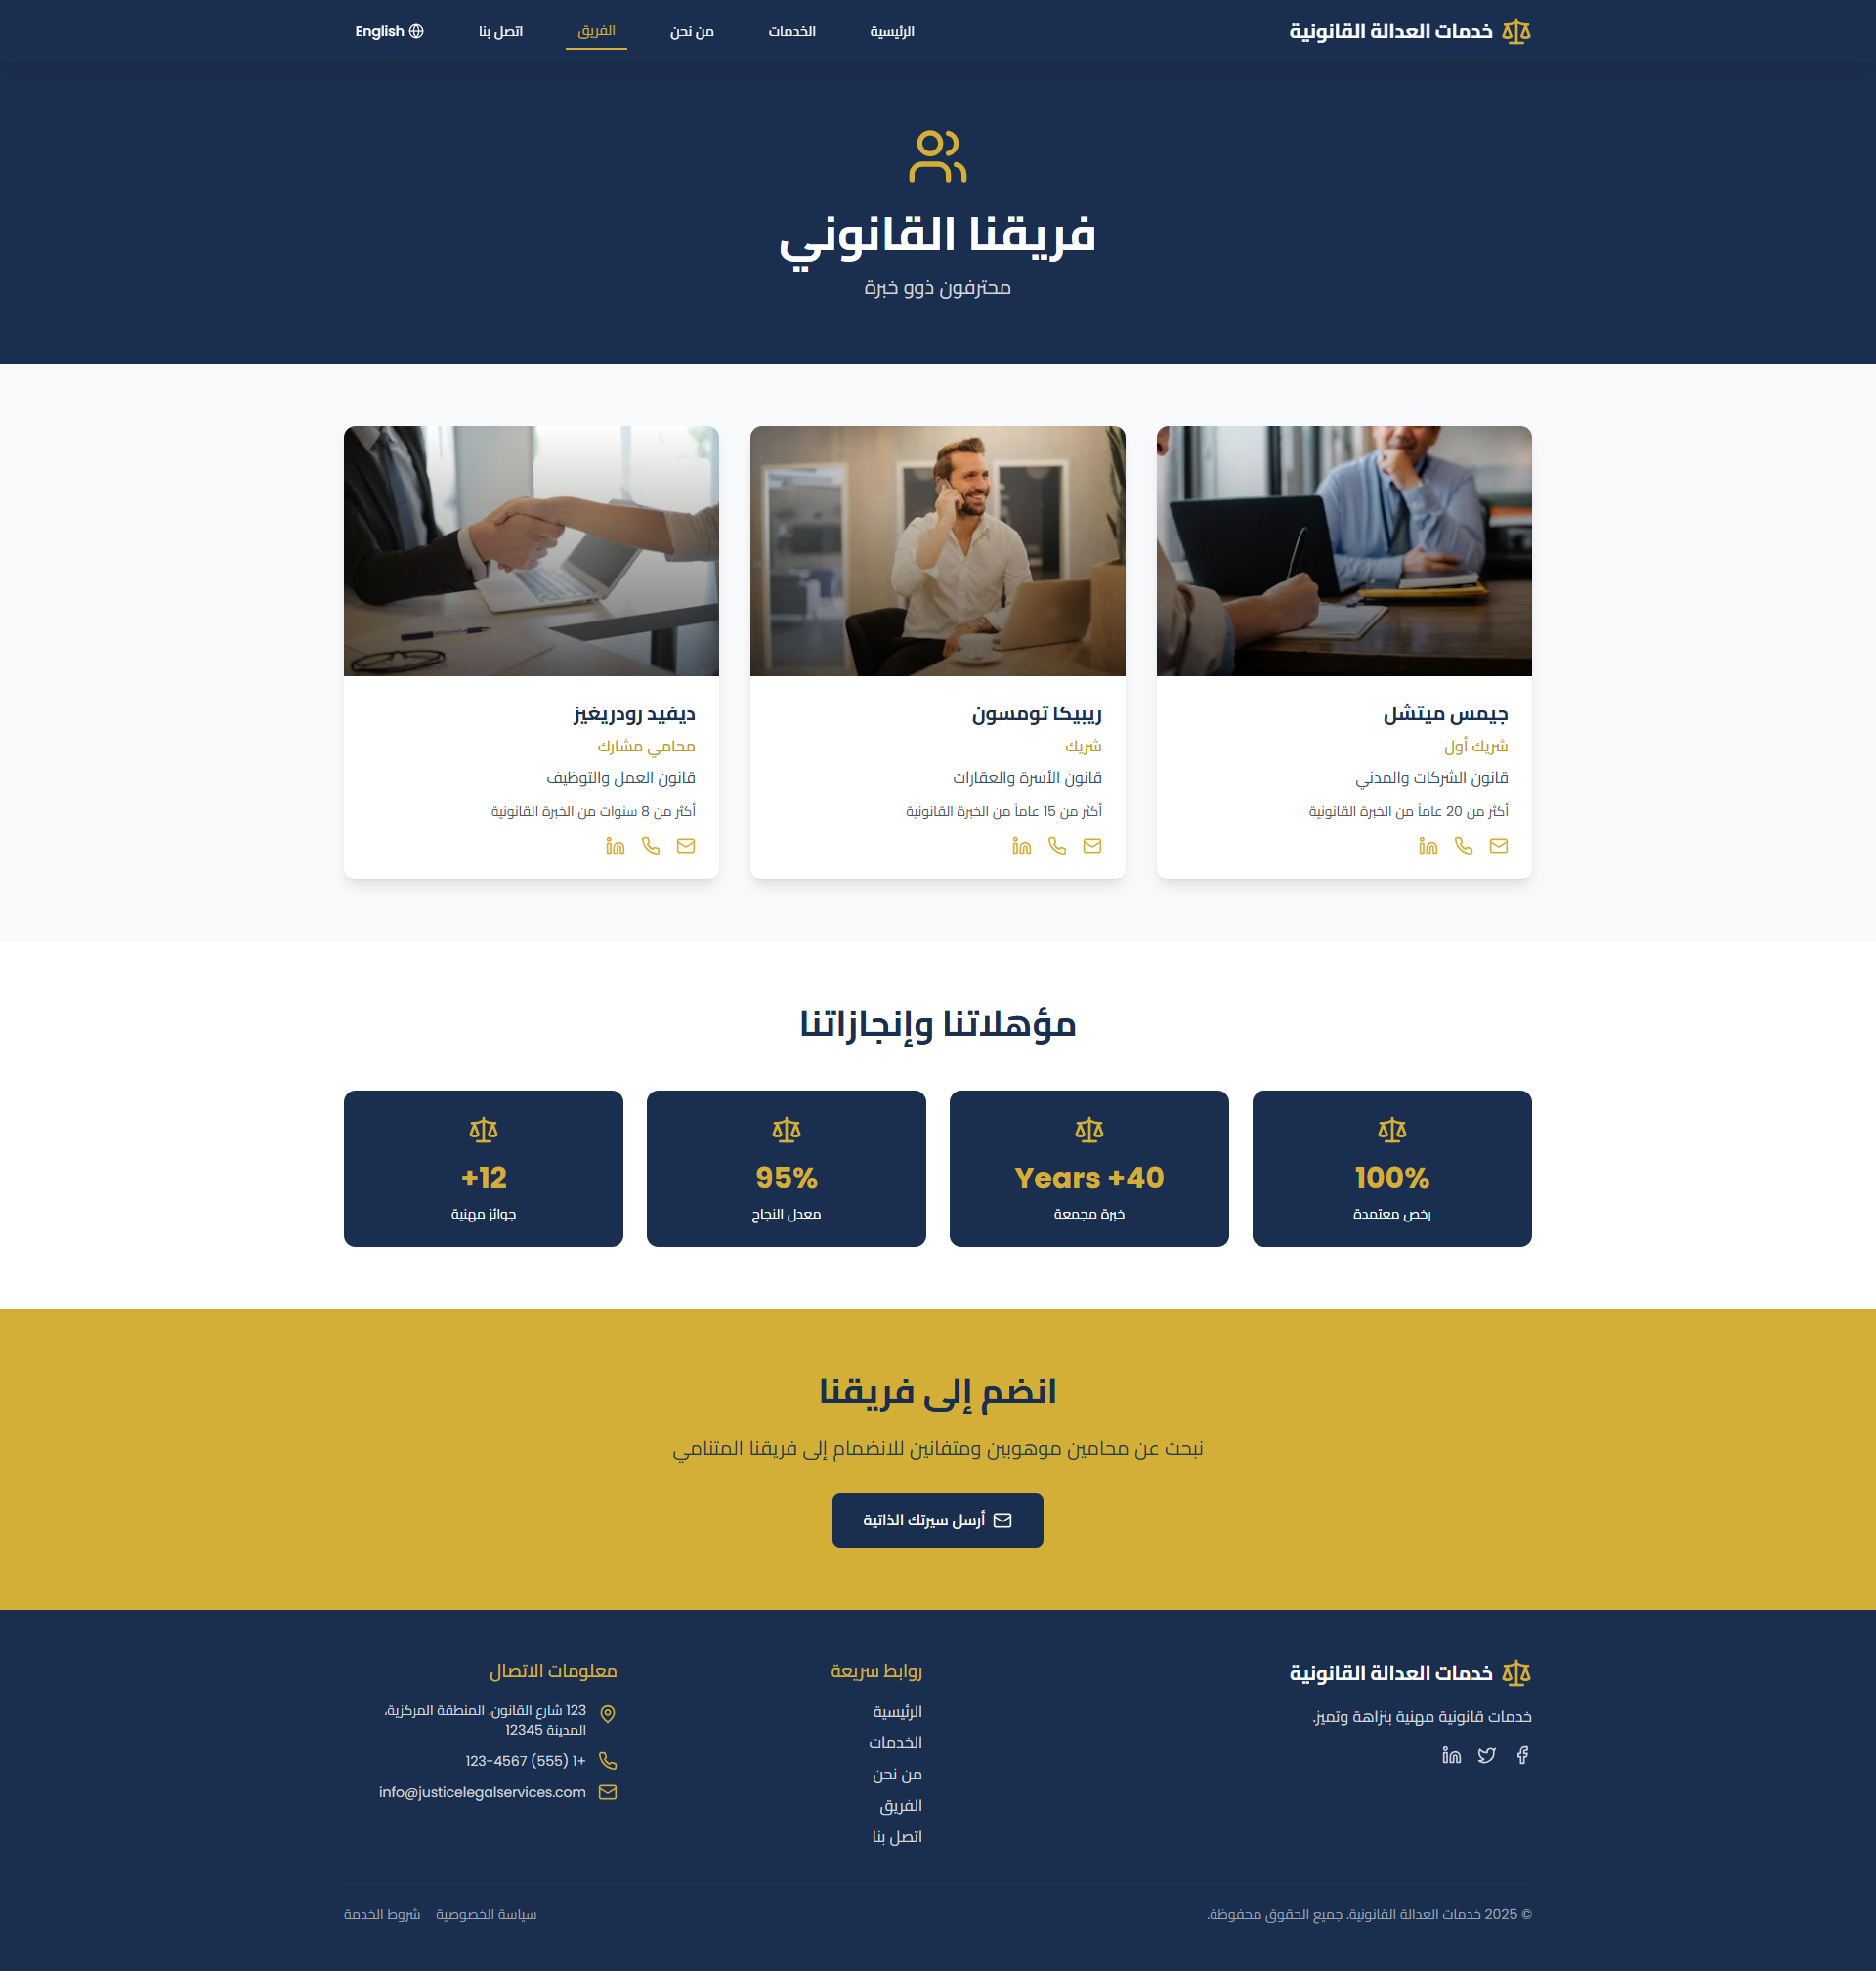 خدمات العدالة القانونية
الرئيسية
الخدمات
من نحن
الفريق
اتصل بنا
English
فريقنا القانوني
محترفون ذوو خبرة
جيمس ميتشل
شريك أول
قانون الشركات والمدني
أكثر من 20 عاماً من الخبرة القانونية
ريبيكا تومسون
شريك
قانون الأسرة والعقارات
أكثر من 15 عاماً من الخبرة القانونية
ديفيد رودريغيز
محامي مشارك
قانون العمل والتوظيف
أكثر من 8 سنوات من الخبرة القانونية
مؤهلاتنا وإنجازاتنا
100%
رخص معتمدة
Years +40
خبرة مجمعة
95%
معدل النجاح
+12
جوائز مهنية
انضم إلى فريقنا
نبحث عن محامين موهوبين ومتفانين للانضمام إلى فريقنا المتنامي
أرسل سيرتك الذاتية
خدمات العدالة القانونية
خدمات قانونية مهنية بنزاهة وتميز.
روابط سريعة
الرئيسية
الخدمات
من نحن
الفريق
اتصل بنا
معلومات الاتصال
123 شارع القانون، المنطقة المركزية،
المدينة 12345
+1 (555) 123-4567
info@justicelegalservices.com
© 2025 خدمات العدالة القانونية. جميع الحقوق محفوظة.
سياسة الخصوصية
شروط الخدمة